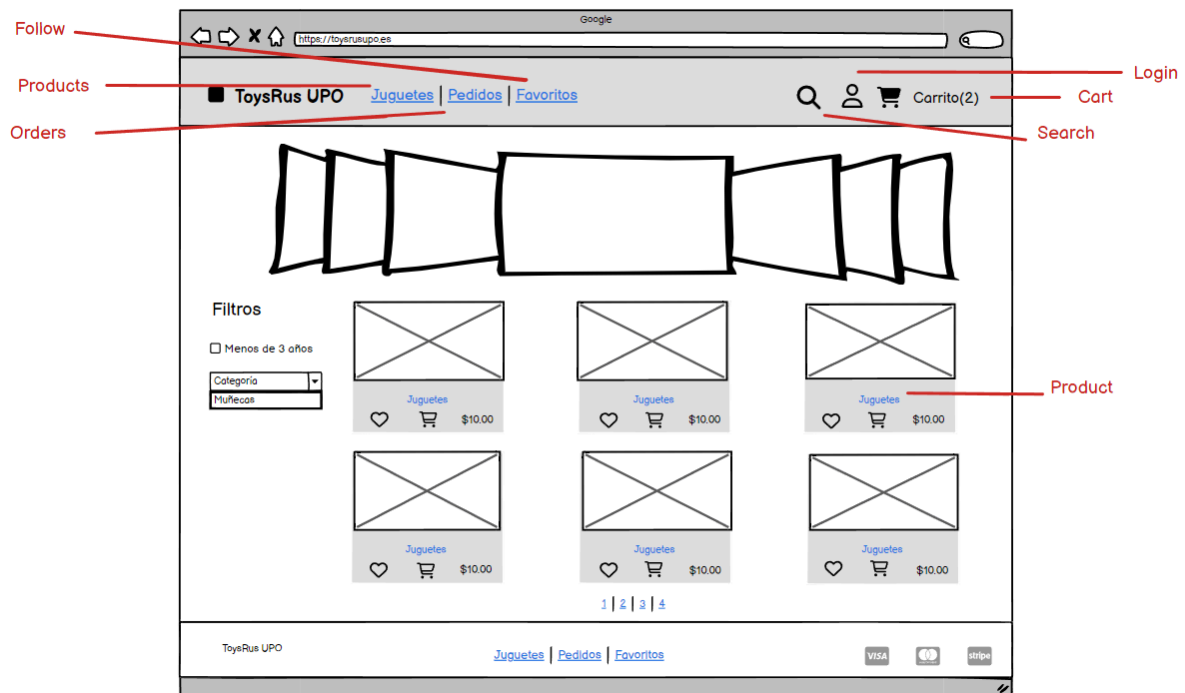 Google
https://toysrusupo.es
Follow
Products
Orders
Login
Cart
Search
ToysRus UPO
Juguetes | Pedidos | Favoritos
Carrito(2)
Filtros
Menos de 3 años
Categoría
Muñecas
Juguetes
$10.00
Juguetes
$10.00
Juguetes
$10.00
Product
Juguetes
$10.00
Juguetes
$10.00
Juguetes
$10.00
1 | 2 | 3 | 4
ToysRus UPO
Juguetes | Pedidos | Favoritos
VISA
stripe